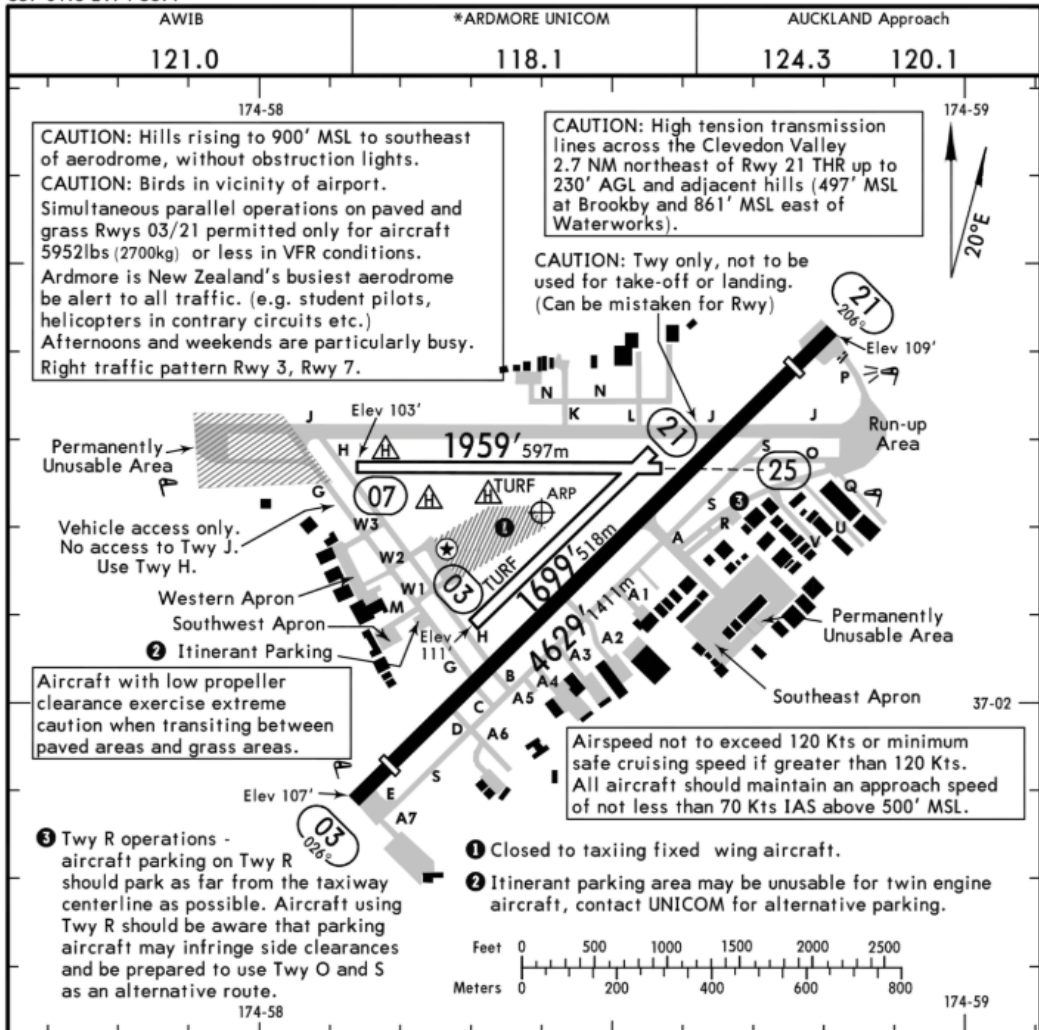 AWIB
121.0
*ARDMORE UNICOM
118.1
AUCKLAND Approach
124.3 120.1
174-58
174-59
CAUTION: Hills rising to 900' MSL to southeast
of aerodrome, without obstruction lights.
CAUTION: Birds in vicinity of airport.
Simultaneous parallel operations on paved and
grass Rwys 03/21 permitted only for aircraft
5952lbs (2700kg) or less in VFR conditions.
Ardmore is New Zealand's busiest aerodrome
be alert to all traffic. (e.g. student pilots,
helicopters in contrary circuits etc.)
Afternoons and weekends are particularly busy.
Right traffic pattern Rwy 3, Rwy 7.
CAUTION: High tension transmission
lines across the Clevedon Valley
2.7 NM northeast of Rwy 21 THR up to
230' AGL and adjacent hills (497' MSL
at Brookby and 861' MSL east of
Waterworks).
20°E
CAUTION: Twy only, not to be
used for take-off or landing.
(Can be mistaken for Rwy)
21
206°
Elev 109'
P
N
N
K
L
J
J
J
Elev 103'
H
1959' 597m
21
S
O
Run-up
Area
Permanently
Unusable Area
G
07
H
H
H
TURF
ARP
25
Q
S
3
R
U
V
A
Vehicle access only.
No access to Twy J.
Use Twy H.
W3
W2
W1
1
03
TURF
1699' 518m
4629' 1411m
Western Apron
M
Southwest Apron
2 Itinerant Parking
Elev
111'
H
G
A1
A2
A3
A4
A5
B
C
D
A6
S
Permanently
Unusable Area
Southeast Apron
37-02
Aircraft with low propeller
clearance exercise extreme
caution when transiting between
paved areas and grass areas.
Airspeed not to exceed 120 Kts or minimum
safe cruising speed if greater than 120 Kts.
All aircraft should maintain an approach speed
of not less than 70 Kts IAS above 500' MSL.
Elev 107'
E
A7
03
026°
3 Twy R operations -
aircraft parking on Twy R
should park as far from the taxiway
centerline as possible. Aircraft using
Twy R should be aware that parking
aircraft may infringe side clearances
and be prepared to use Twy O and S
as an alternative route.
1 Closed to taxiing fixed wing aircraft.
2 Itinerant parking area may be unusable for twin engine
aircraft, contact UNICOM for alternative parking.
Feet 0 500 1000 1500 2000 2500
Meters 0 200 400 600 800
174-58
174-59